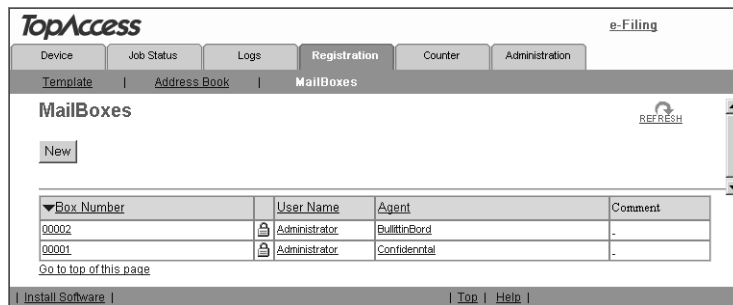 TopAccess
e-Filing
Device Job Status Logs Registration Counter Administration
Template | Address Book | MailBoxes
MailBoxes
REFRESH
New
▼Box Number User Name Agent Comment
00002 Administrator BullittinBord -
00001 Administrator Confidenntal -
Go to top of this page
| Install Software | | Top | Help |